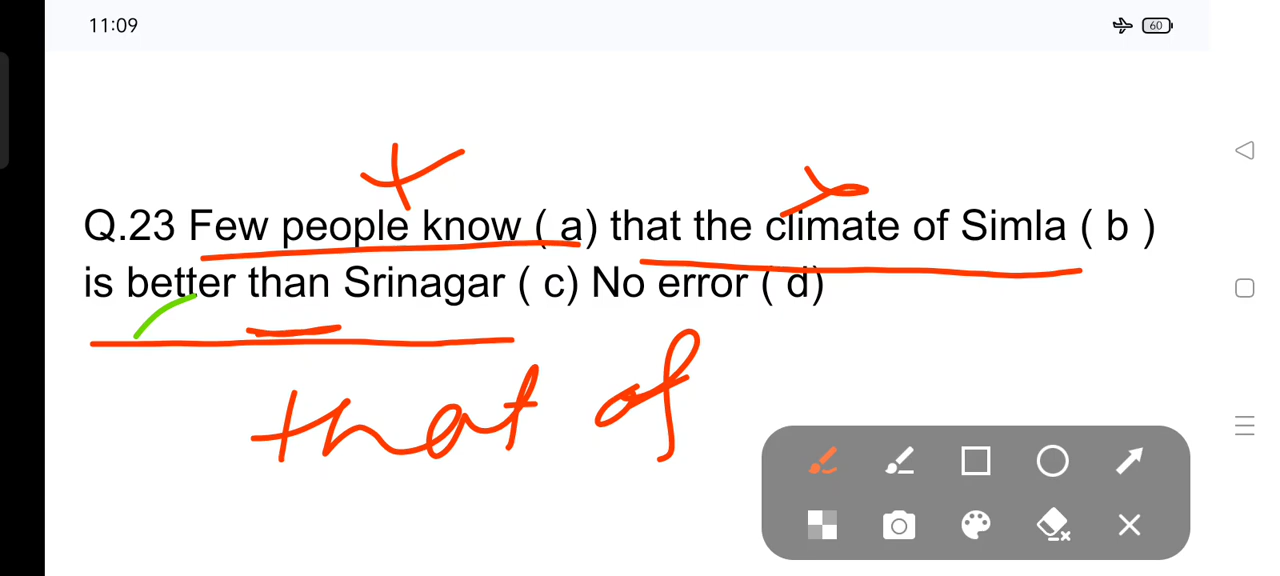 11:09
60
Q.23 Few people know ( a) that the climate of Simla ( b )
is better than Srinagar ( c) No error ( d)
that of